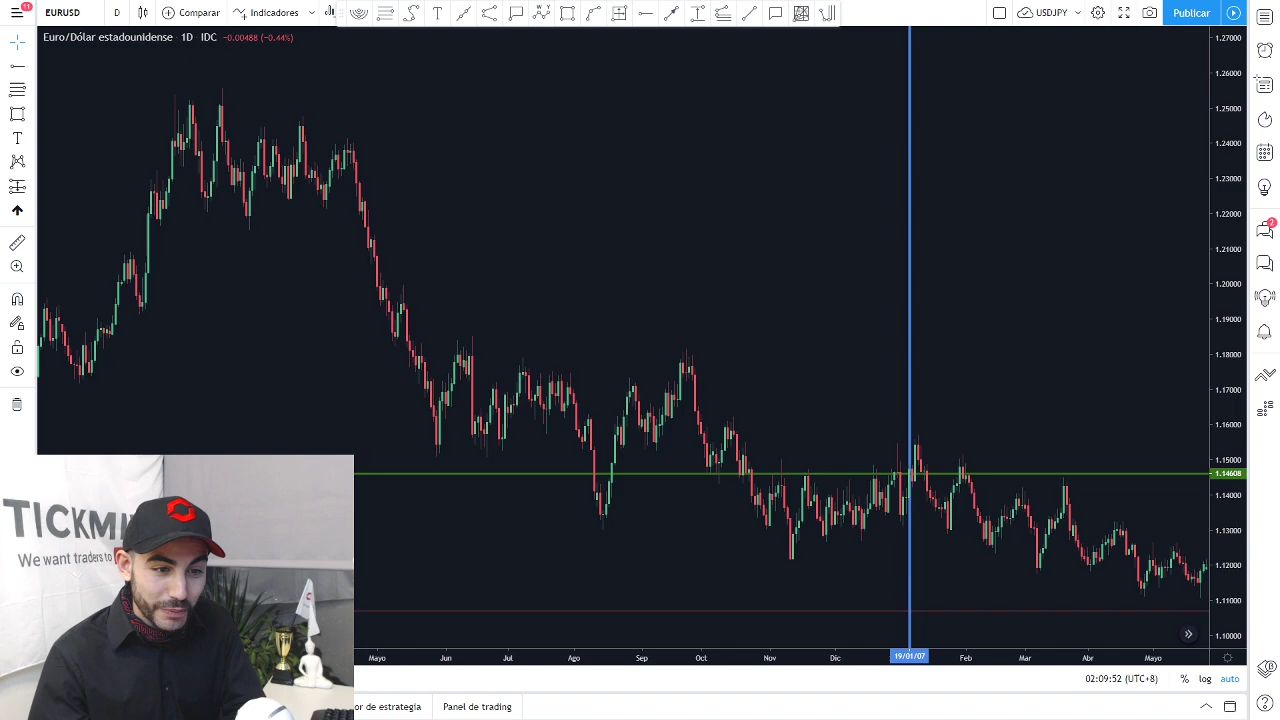 11
EURUSD
D
Comparar
Indicadores
USDJPY
Publicar
Euro/Dólar estadounidense 1D · IDC −0.00488 (−0.44%)
1.27000
1.26000
1.25000
1.24000
1.23000
1.22000
1.21000
1.20000
1.19000
1.18000
1.17000
1.16000
1.15000
1.14608
1.14000
1.13000
1.12000
1.11000
1.10000
2
TICKMI
We want traders to
Mayo Jun Jul Ago Sep Oct Nov Dic 19/01/07 Feb Mar Abr Mayo
02:09:52 (UTC+8) % log auto
or de estrategia
Panel de trading